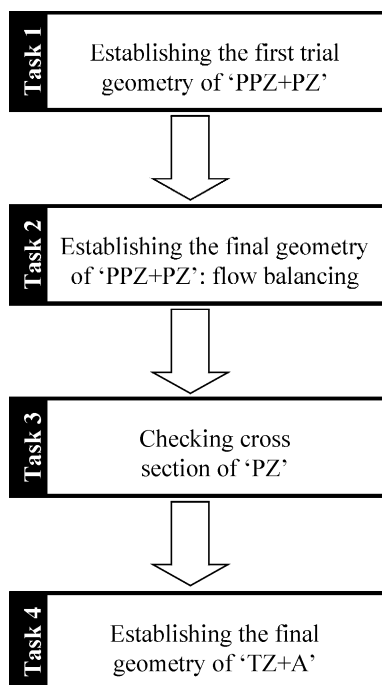 Task 1
Establishing the first trial
geometry of ‘PPZ+PZ’
Task 2
Establishing the final geometry
of ‘PPZ+PZ’: flow balancing
Task 3
Checking cross
section of ‘PZ’
Task 4
Establishing the final
geometry of ‘TZ+A’